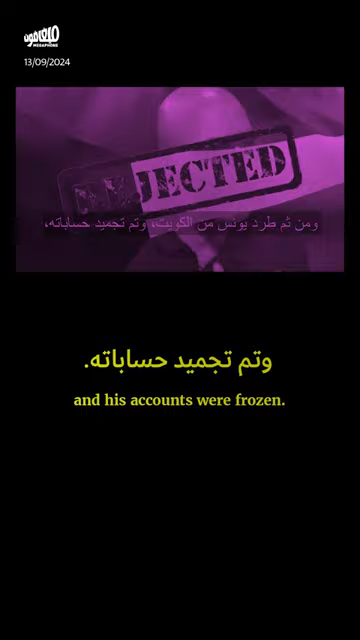 ميغافون
MEGAPHONE
13/09/2024
REJECTED
ومن ثم طرد يونس من الكويت، وتم تجميد حساباته،
وتم تجميد حساباته.
and his accounts were frozen.